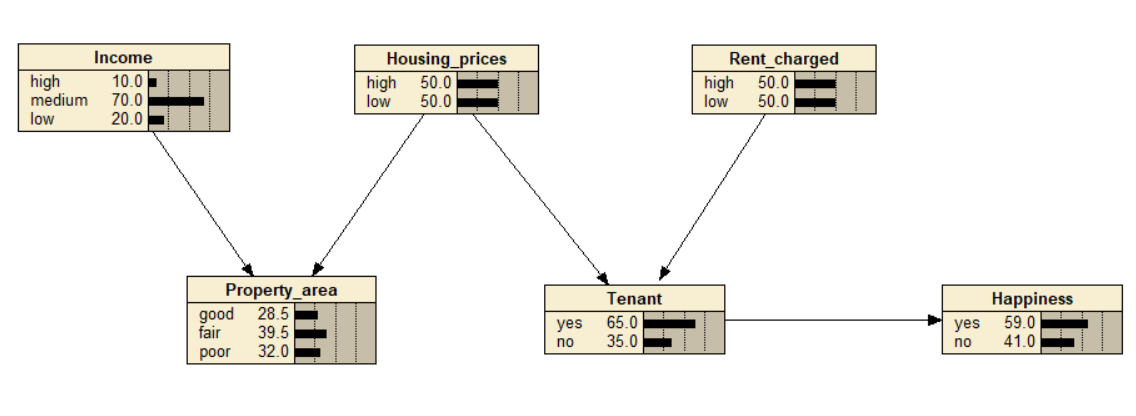 Income
high 10.0
medium 70.0
low 20.0
Housing_prices
high 50.0
low 50.0
Rent_charged
high 50.0
low 50.0
Property_area
good 28.5
fair 39.5
poor 32.0
Tenant
yes 65.0
no 35.0
Happiness
yes 59.0
no 41.0